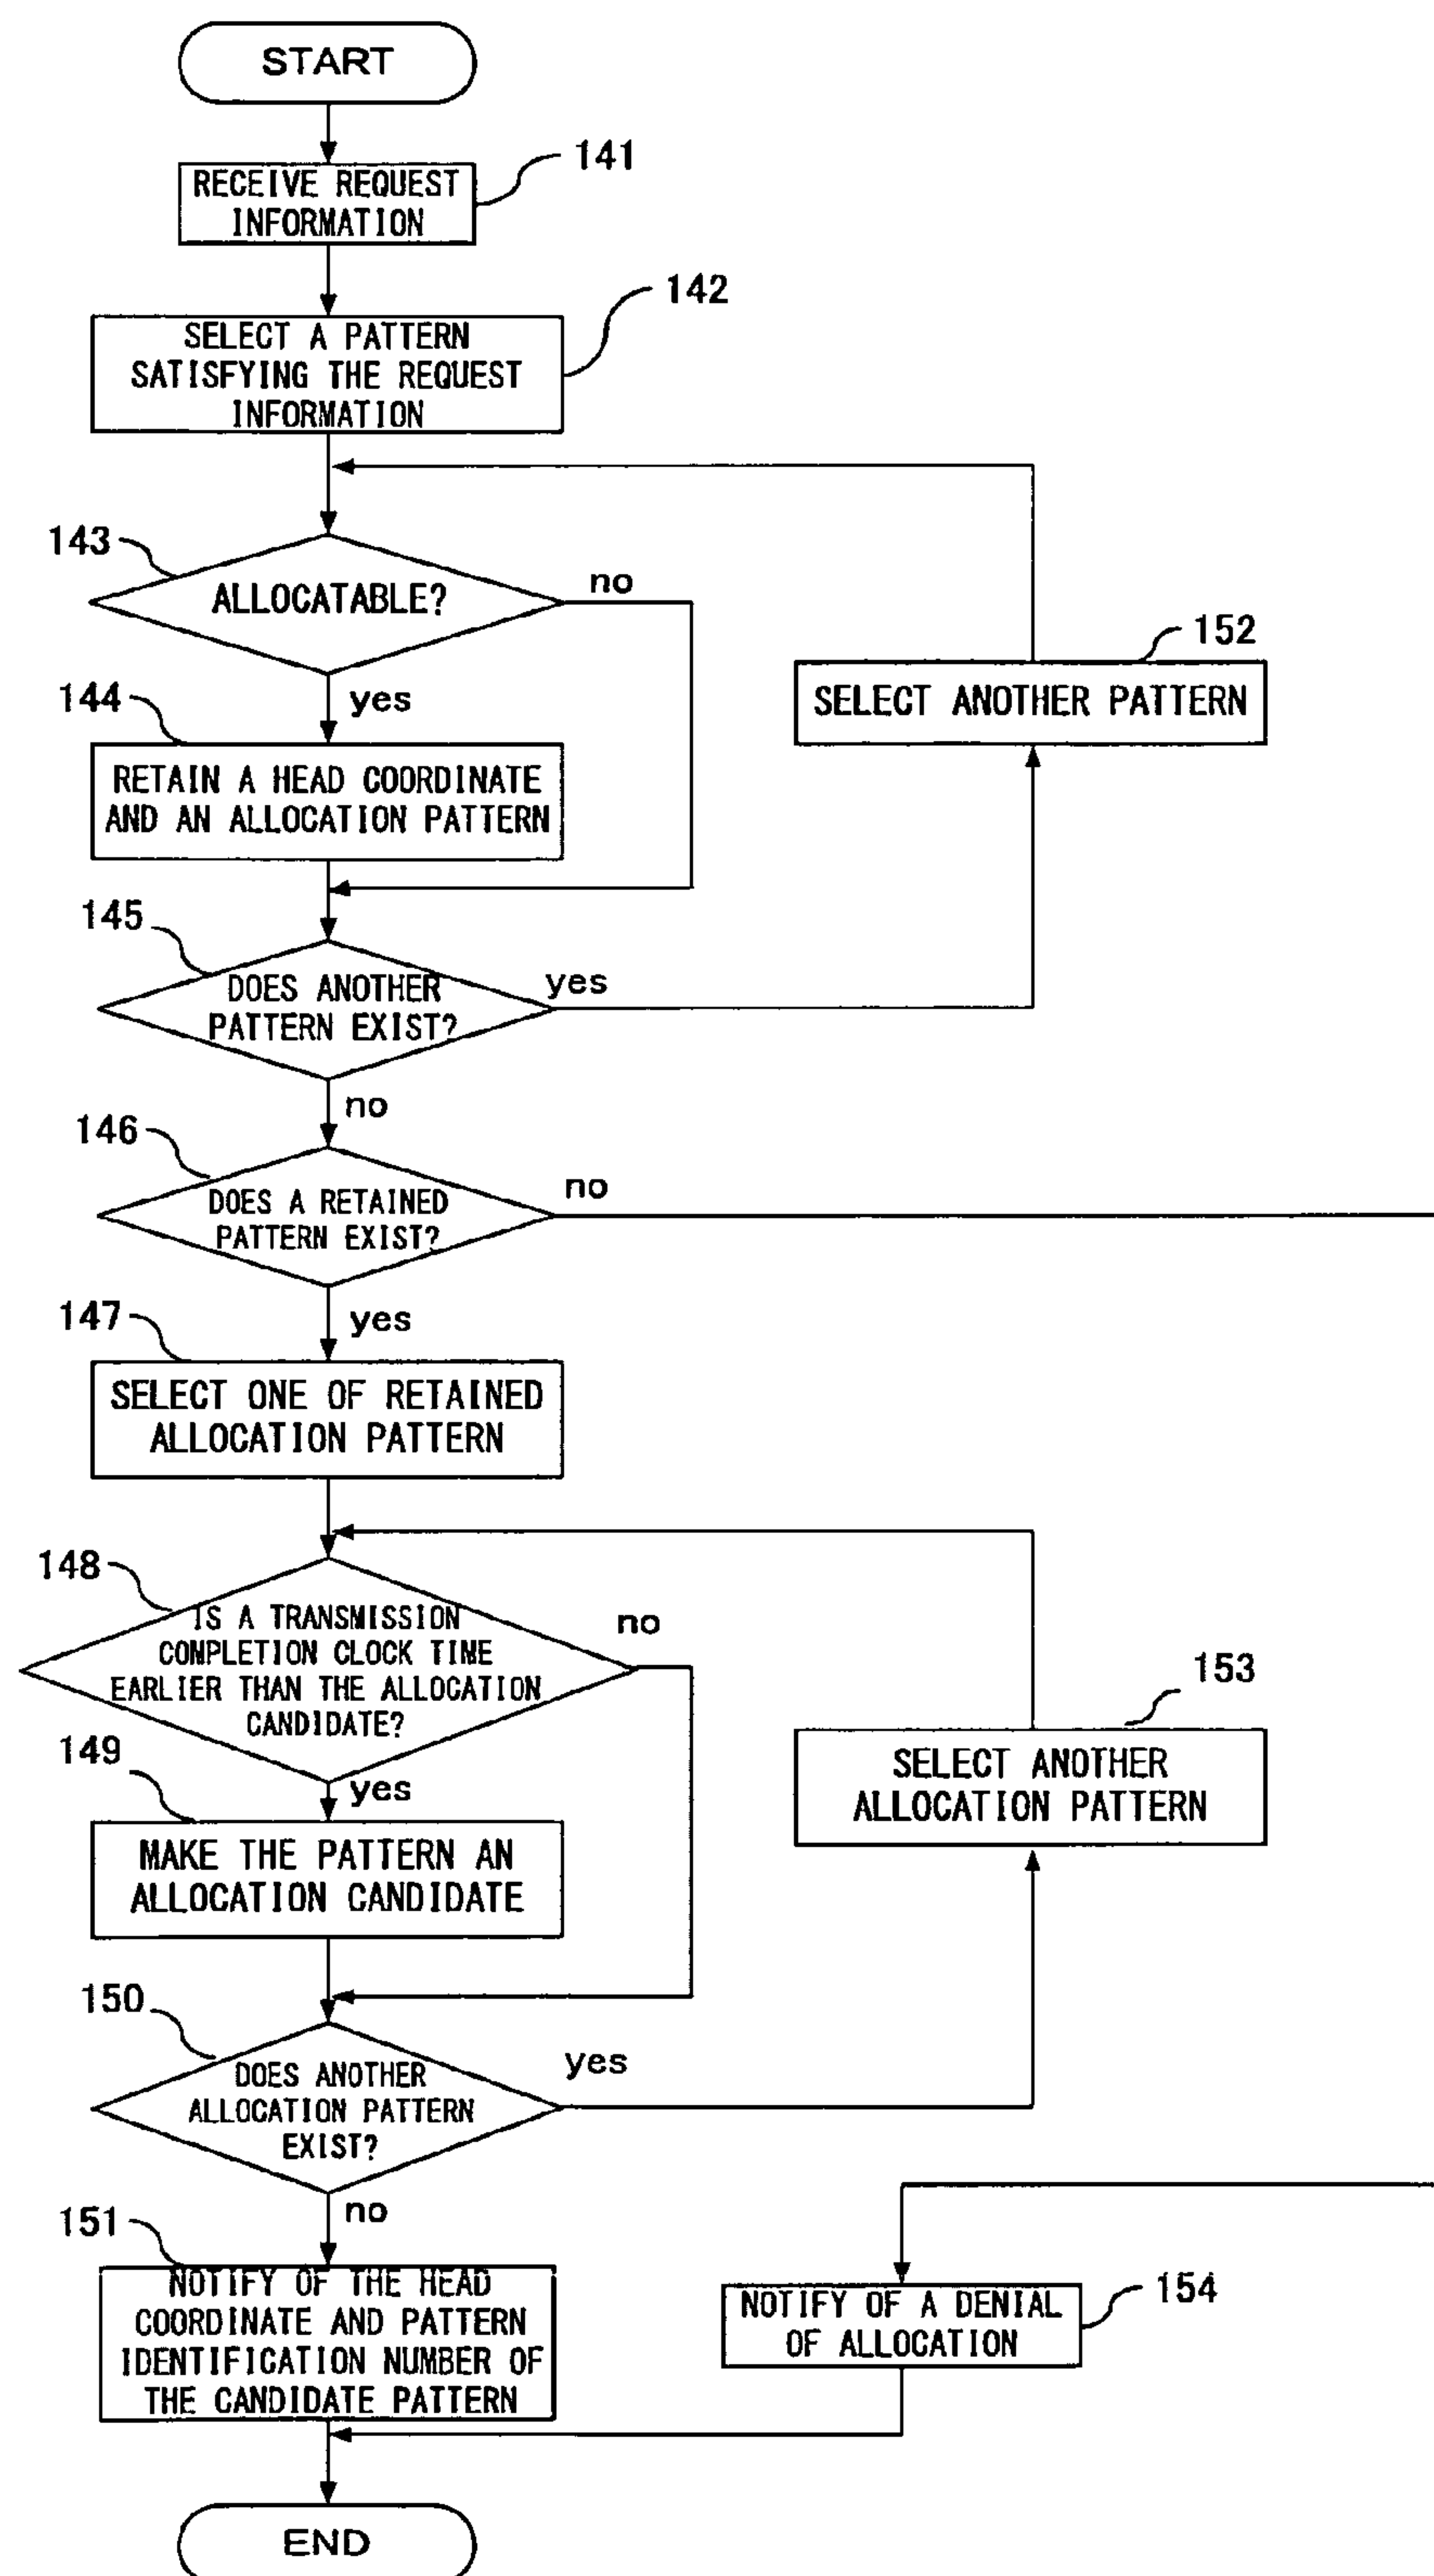 START
141
RECEIVE REQUEST
INFORMATION
142
SELECT A PATTERN
SATISFYING THE REQUEST
INFORMATION
143
ALLOCATABLE?
no
yes
152
SELECT ANOTHER PATTERN
144
RETAIN A HEAD COORDINATE
AND AN ALLOCATION PATTERN
145
DOES ANOTHER
PATTERN EXIST?
yes
no
146
DOES A RETAINED
PATTERN EXIST?
no
yes
147
SELECT ONE OF RETAINED
ALLOCATION PATTERN
148
IS A TRANSMISSION
COMPLETION CLOCK TIME
EARLIER THAN THE ALLOCATION
CANDIDATE?
no
yes
153
SELECT ANOTHER
ALLOCATION PATTERN
149
MAKE THE PATTERN AN
ALLOCATION CANDIDATE
150
DOES ANOTHER
ALLOCATION PATTERN
EXIST?
yes
no
151
NOTIFY OF THE HEAD
COORDINATE AND PATTERN
IDENTIFICATION NUMBER OF
THE CANDIDATE PATTERN
154
NOTIFY OF A DENIAL
OF ALLOCATION
END